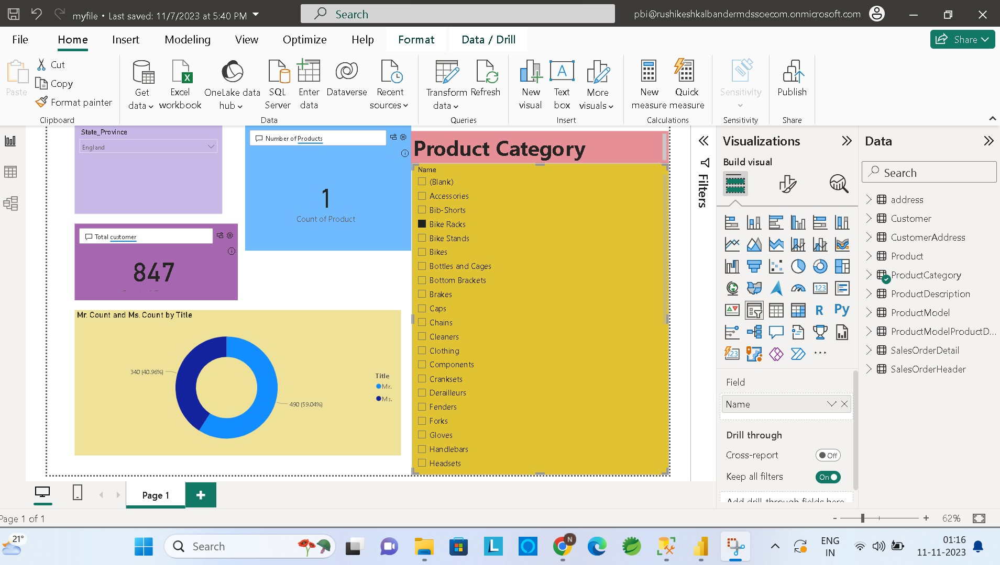 myfile • Last saved: 11/7/2023 at 5:40 PM
Search
pbi@rushikeshkalbandermdssoecom.onmicrosoft.com
File Home Insert Modeling View Optimize Help Format Data / Drill
Share
Paste
Cut
Copy
Format painter
Clipboard
Get data
Excel workbook
OneLake data hub
SQL Server
Enter data
Dataverse
Recent sources
Data
Transform data
Refresh
Queries
New visual
Text box
More visuals
Insert
New measure
Quick measure
Calculations
Sensitivity
Sensitivity
Publish
Share
State_Province
England
Number of Products
1
Count of Product
Total customer
847
Mr. Count and Ms. Count by Title
340 (40.96%)
490 (59.04%)
Title
Mr.
Ms.
Product Category
Name
(Blank)
Accessories
Bib-Shorts
Bike Racks
Bike Stands
Bikes
Bottles and Cages
Bottom Brackets
Brakes
Caps
Chains
Cleaners
Clothing
Components
Cranksets
Derailleurs
Fenders
Forks
Gloves
Handlebars
Headsets
Filters
Visualizations
Build visual
123
R
Py
123
Field
Name
Drill through
Cross-report
Off
Keep all filters
On
Add drill-through fields here
Data
Search
address
Customer
CustomerAddress
Product
ProductCategory
ProductDescription
ProductModel
ProductModelProductD...
SalesOrderDetail
SalesOrderHeader
Page 1
Page 1 of 1
62%
21°
Search
N
ENG
IN
01:16
11-11-2023